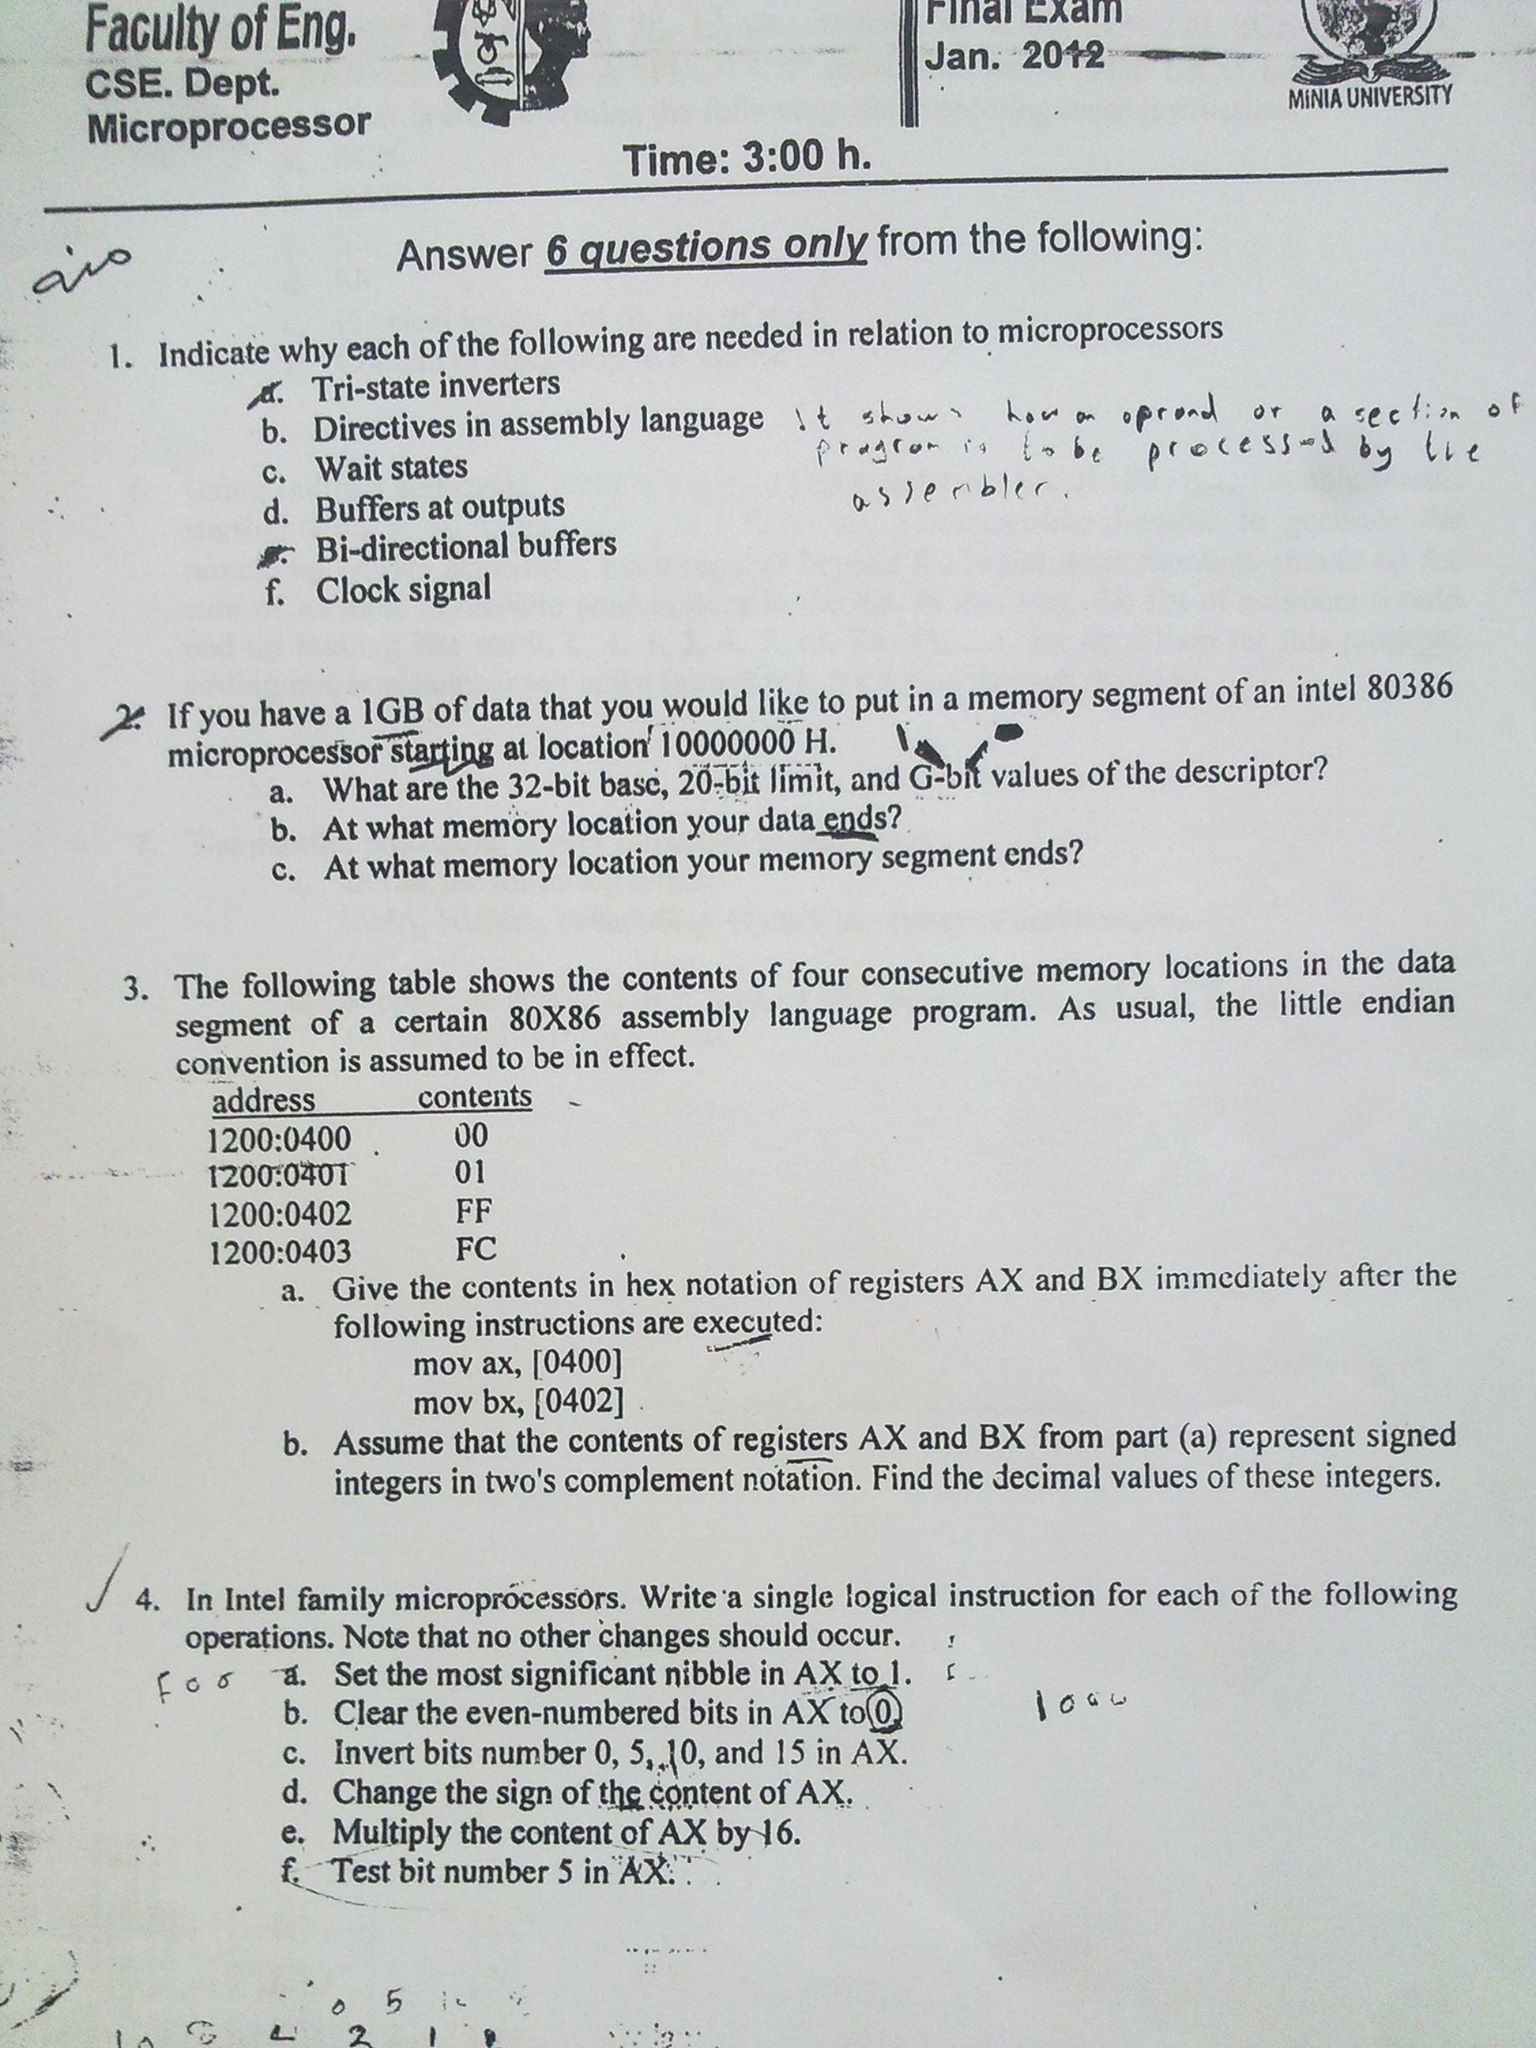 Faculty of Eng.
CSE. Dept.
Microprocessor
Final Exam
Jan. 2012
MINIA UNIVERSITY
Time: 3:00 h.
Answer 6 questions only from the following:
1. Indicate why each of the following are needed in relation to microprocessors
a. Tri-state inverters
b. Directives in assembly language It shows how an oprand or a section of
program is to be processed by the
assembler.
c. Wait states
d. Buffers at outputs
e. Bi-directional buffers
f. Clock signal
2. If you have a 1GB of data that you would like to put in a memory segment of an intel 80386
microprocessor starting at location 10000000 H.
a. What are the 32-bit base, 20-bit limit, and G-bit values of the descriptor?
b. At what memory location your data ends?
c. At what memory location your memory segment ends?
3. The following table shows the contents of four consecutive memory locations in the data
segment of a certain 80X86 assembly language program. As usual, the little endian
convention is assumed to be in effect.
address contents
1200:0400 00
1200:0401 01
1200:0402 FF
1200:0403 FC
a. Give the contents in hex notation of registers AX and BX immediately after the
following instructions are executed:
mov ax, [0400]
mov bx, [0402]
b. Assume that the contents of registers AX and BX from part (a) represent signed
integers in two's complement notation. Find the decimal values of these integers.
4. In Intel family microprocessors. Write a single logical instruction for each of the following
operations. Note that no other changes should occur.
a. Set the most significant nibble in AX to 1.
b. Clear the even-numbered bits in AX to 0.
c. Invert bits number 0, 5, 10, and 15 in AX.
d. Change the sign of the content of AX.
e. Multiply the content of AX by 16.
f. Test bit number 5 in AX.